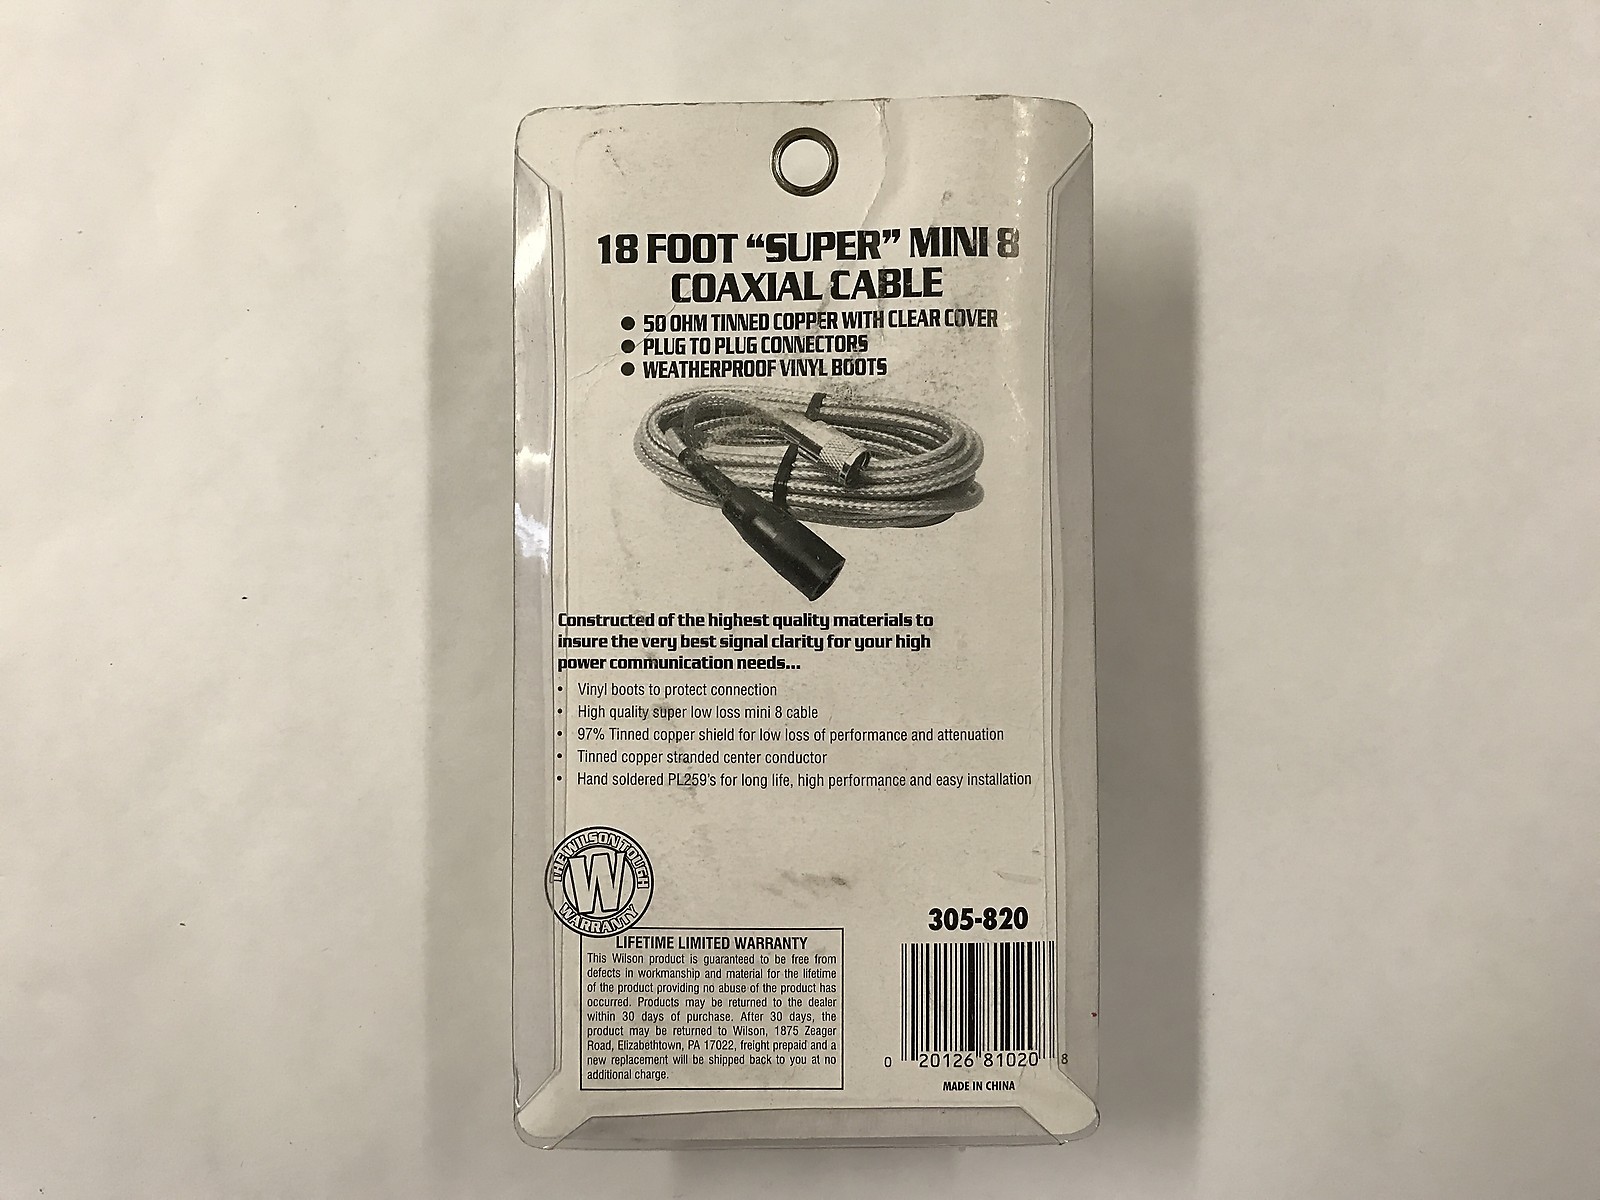 18 FOOT “SUPER” MINI 8
COAXIAL CABLE
● 50 OHM TINNED COPPER WITH CLEAR COVER
● PLUG TO PLUG CONNECTORS
● WEATHERPROOF VINYL BOOTS
Constructed of the highest quality materials to
insure the very best signal clarity for your high
power communication needs...
• Vinyl boots to protect connection
• High quality super low loss mini 8 cable
• 97% Tinned copper shield for low loss of performance and attenuation
• Tinned copper stranded center conductor
• Hand soldered PL259's for long life, high performance and easy installation
THE WILSON TOUGH
W
WARRANTY
LIFETIME LIMITED WARRANTY
This Wilson product is guaranteed to be free from
defects in workmanship and material for the lifetime
of the product providing no abuse of the product has
occurred. Products may be returned to the dealer
within 30 days of purchase. After 30 days, the
product may be returned to Wilson, 1875 Zeager
Road, Elizabethtown, PA 17022, freight prepaid and a
new replacement will be shipped back to you at no
additional charge.
305-820
0 20126 81020 8
MADE IN CHINA